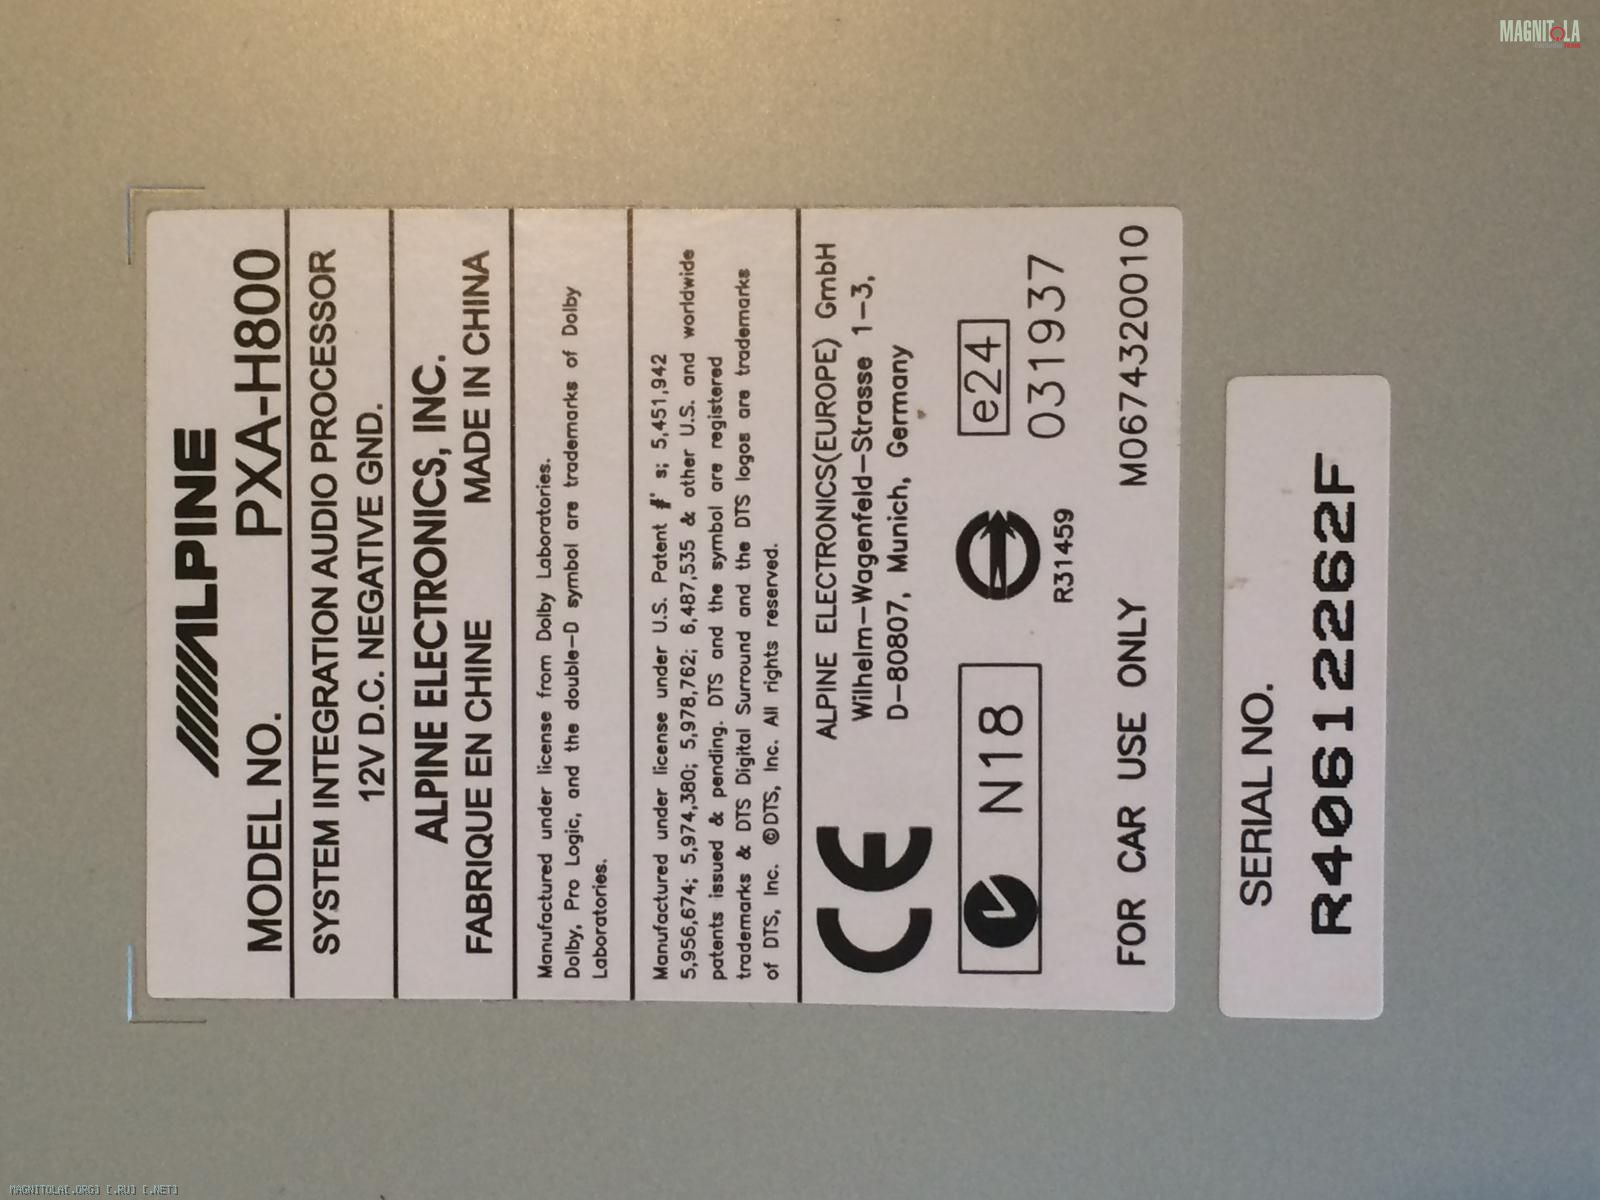 ALPINE
MODEL NO. PXA-H800
SYSTEM INTEGRATION AUDIO PROCESSOR
12V D.C. NEGATIVE GND.
ALPINE ELECTRONICS, INC.
FABRIQUE EN CHINE MADE IN CHINA
Manufactured under license from Dolby Laboratories.
Dolby, Pro Logic, and the double-D symbol are trademarks of Dolby
Laboratories.
Manufactured under license under U.S. Patent #' s; 5,451,942
5,956,674; 5,974,380; 5,978,762; 6,487,535 & other U.S. and worldwide
patents issued & pending. DTS and the symbol are registered
trademarks & DTS Digital Surround and the DTS logos are trademarks
of DTS, Inc. ©DTS, Inc. All rights reserved.
CE ALPINE ELECTRONICS(EUROPE) GmbH
Wilhelm-Wagenfeld-Strasse 1-3,
D-80807, Munich, Germany
N18 e24
R31459 031937
FOR CAR USE ONLY M0674320010
SERIAL NO.
R40612262F
MAGNITOLA
MAGNITOLA[.ORG] [.RU] [.NET]